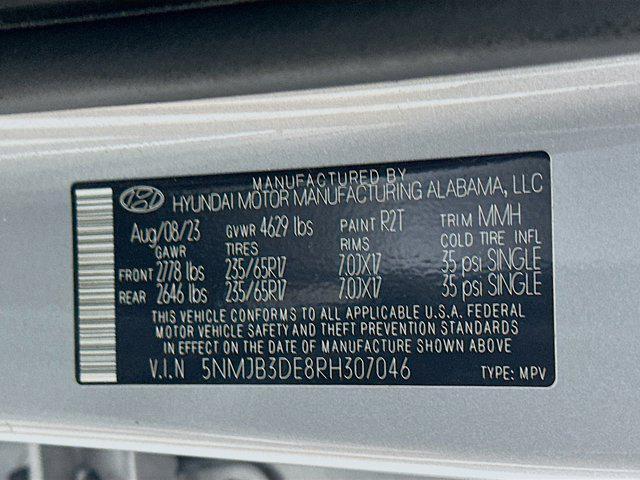 MANUFACTURED BY
HYUNDAI MOTOR MANUFACTURING ALABAMA, LLC
Aug/08/23 GVWR 4629 lbs PAINT R2T TRIM MMH
GAWR TIRES RIMS COLD TIRE INFL
FRONT 2778 lbs 235/65R17 7.0JX17 35 psi SINGLE
REAR 2646 lbs 235/65R17 7.0JX17 35 psi SINGLE
THIS VEHICLE CONFORMS TO ALL APPLICABLE U.S.A. FEDERAL
MOTOR VEHICLE SAFETY AND THEFT PREVENTION STANDARDS
IN EFFECT ON THE DATE OF MANUFACTURE SHOWN ABOVE
V.I.N 5NMJB3DE8RH307046 TYPE: MPV